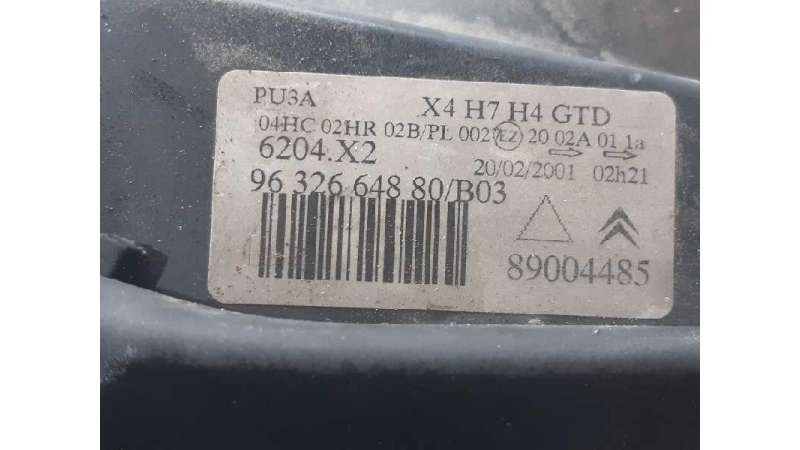 PU3A X4 H7 H4 GTD
04HC 02HR 02B/PL 002 20 02A 01 1a
6204.X2 20/02/2001 02h21
96 326 648 80/B03
89004485